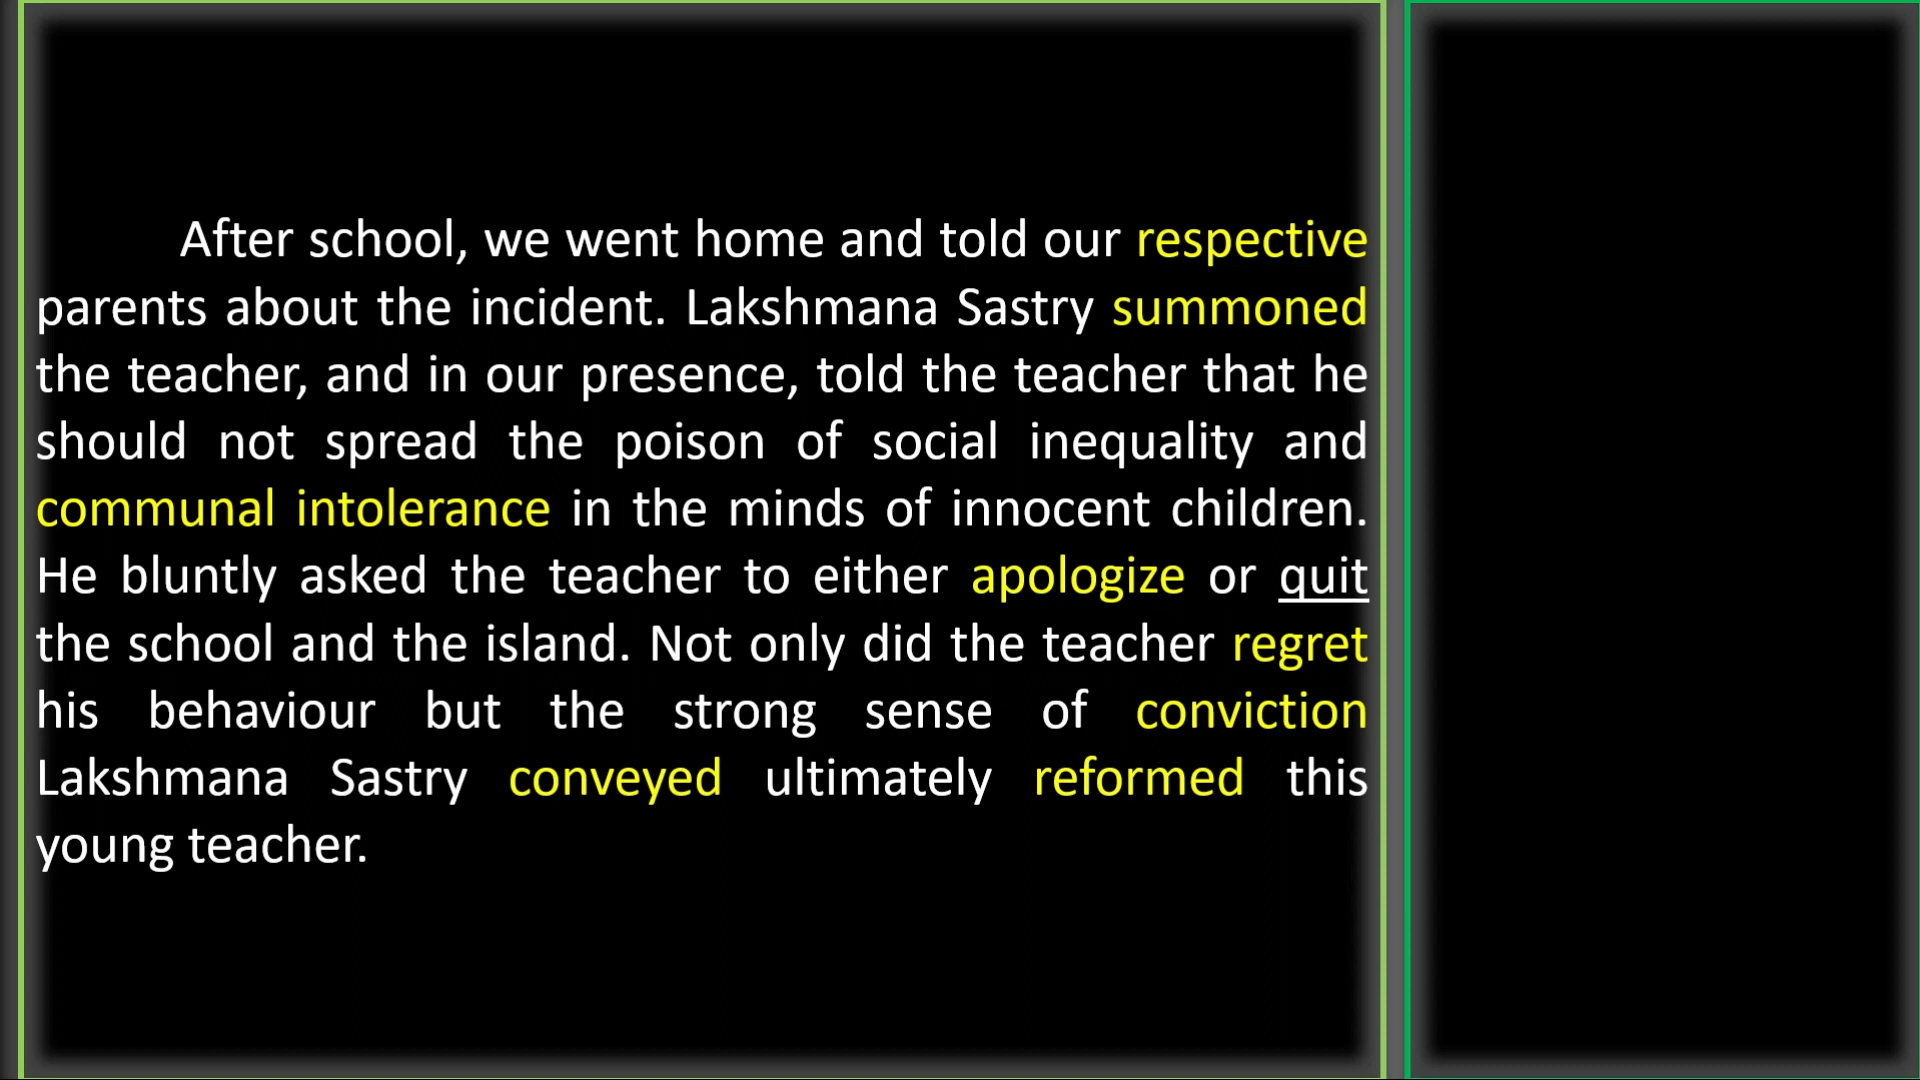 After school, we went home and told our respective
parents about the incident. Lakshmana Sastry summoned
the teacher, and in our presence, told the teacher that he
should not spread the poison of social inequality and
communal intolerance in the minds of innocent children.
He bluntly asked the teacher to either apologize or quit
the school and the island. Not only did the teacher regret
his behaviour but the strong sense of conviction
Lakshmana Sastry conveyed ultimately reformed this
young teacher.